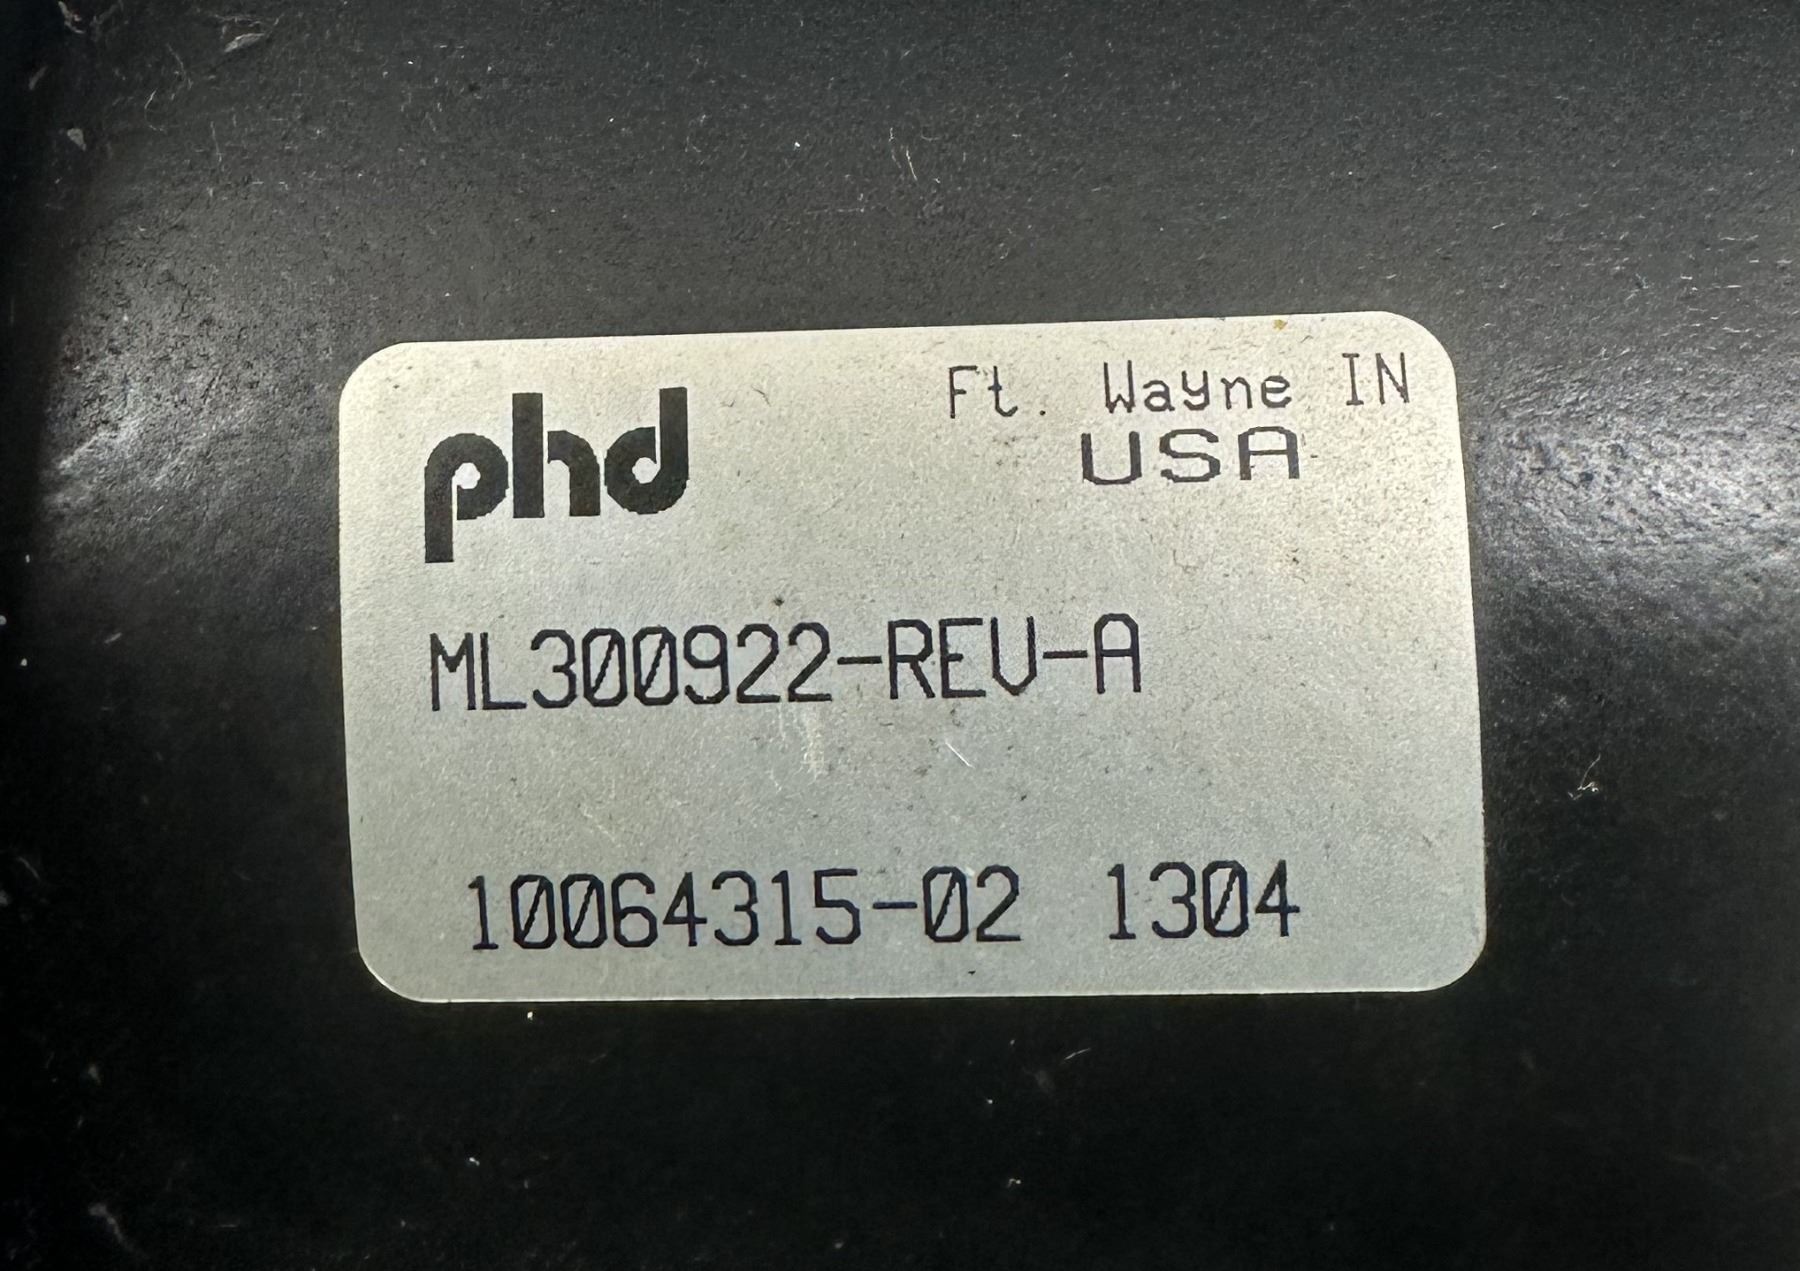 phd
Ft. Wayne IN
USA
ML300922-REV-A
10064315-02 1304